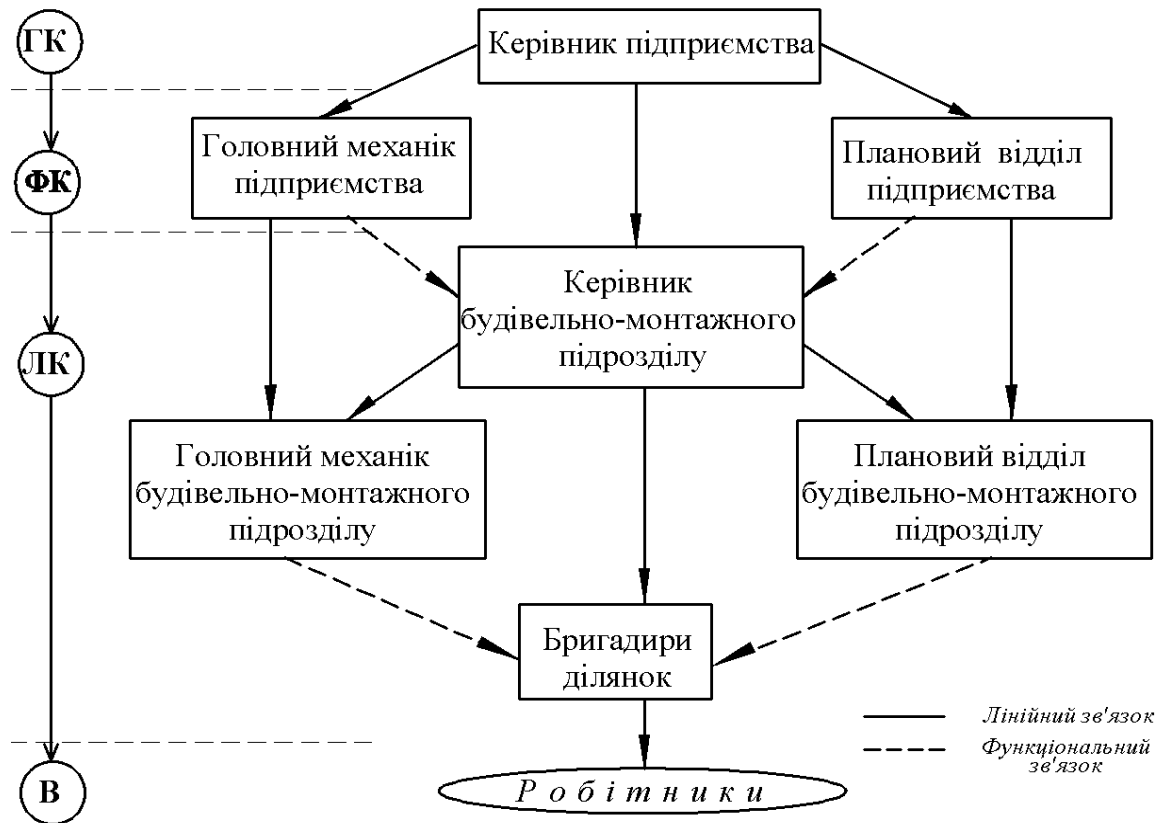 ГК
Керівник підприємства
Головний механік
підприємства
Плановий відділ
підприємства
ФК
Керівник
будівельно-монтажного
підрозділу
ЛК
Головний механік
будівельно-монтажного
підрозділу
Плановий відділ
будівельно-монтажного
підрозділу
Бригадири
ділянок
Лінійний зв'язок
Функціональний
зв'язок
В
Робітники